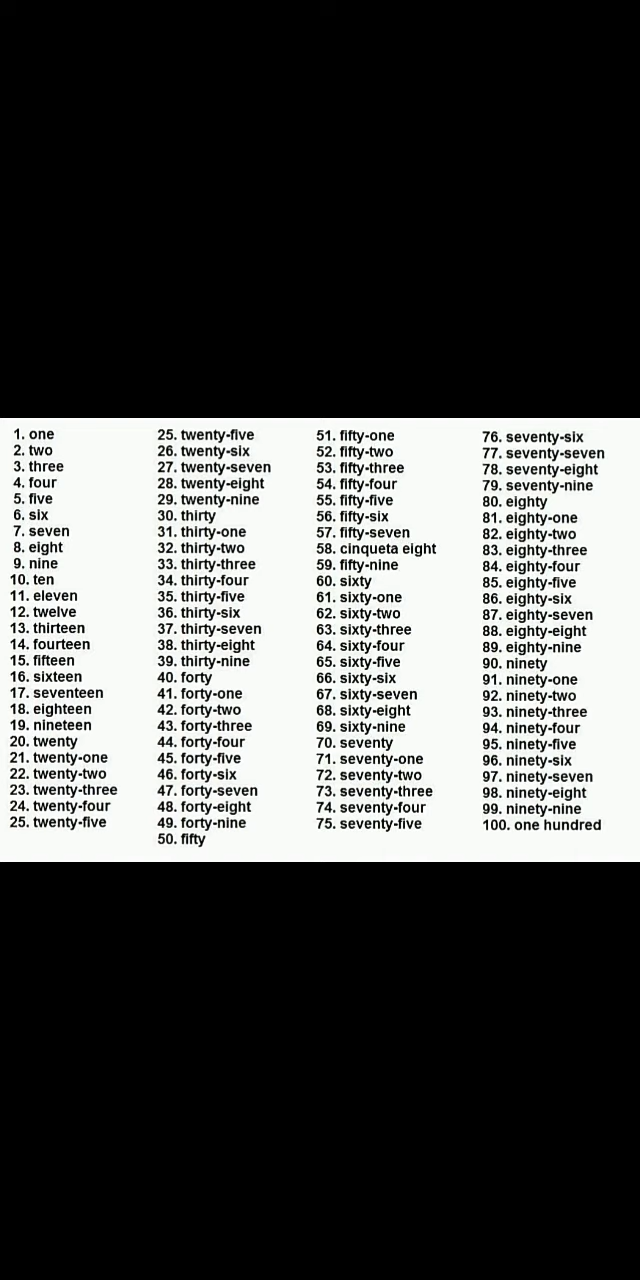 1. one
2. two
3. three
4. four
5. five
6. six
7. seven
8. eight
9. nine
10. ten
11. eleven
12. twelve
13. thirteen
14. fourteen
15. fifteen
16. sixteen
17. seventeen
18. eighteen
19. nineteen
20. twenty
21. twenty-one
22. twenty-two
23. twenty-three
24. twenty-four
25. twenty-five
25. twenty-five
26. twenty-six
27. twenty-seven
28. twenty-eight
29. twenty-nine
30. thirty
31. thirty-one
32. thirty-two
33. thirty-three
34. thirty-four
35. thirty-five
36. thirty-six
37. thirty-seven
38. thirty-eight
39. thirty-nine
40. forty
41. forty-one
42. forty-two
43. forty-three
44. forty-four
45. forty-five
46. forty-six
47. forty-seven
48. forty-eight
49. forty-nine
50. fifty
51. fifty-one
52. fifty-two
53. fifty-three
54. fifty-four
55. fifty-five
56. fifty-six
57. fifty-seven
58. cinqueta eight
59. fifty-nine
60. sixty
61. sixty-one
62. sixty-two
63. sixty-three
64. sixty-four
65. sixty-five
66. sixty-six
67. sixty-seven
68. sixty-eight
69. sixty-nine
70. seventy
71. seventy-one
72. seventy-two
73. seventy-three
74. seventy-four
75. seventy-five
76. seventy-six
77. seventy-seven
78. seventy-eight
79. seventy-nine
80. eighty
81. eighty-one
82. eighty-two
83. eighty-three
84. eighty-four
85. eighty-five
86. eighty-six
87. eighty-seven
88. eighty-eight
89. eighty-nine
90. ninety
91. ninety-one
92. ninety-two
93. ninety-three
94. ninety-four
95. ninety-five
96. ninety-six
97. ninety-seven
98. ninety-eight
99. ninety-nine
100. one hundred